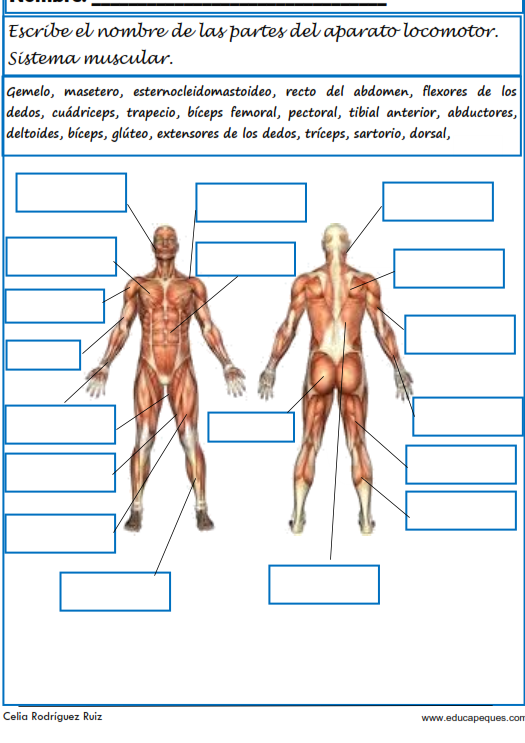 Nombre: ________________________________
Escribe el nombre de las partes del aparato locomotor.
Sistema muscular.
Gemelo, masetero, esternocleidomastoideo, recto del abdomen, flexores de los
dedos, cuádriceps, trapecio, bíceps femoral, pectoral, tibial anterior, abductores,
deltoides, bíceps, glúteo, extensores de los dedos, tríceps, sartorio, dorsal,
Celia Rodríguez Ruiz
www.educapeques.com